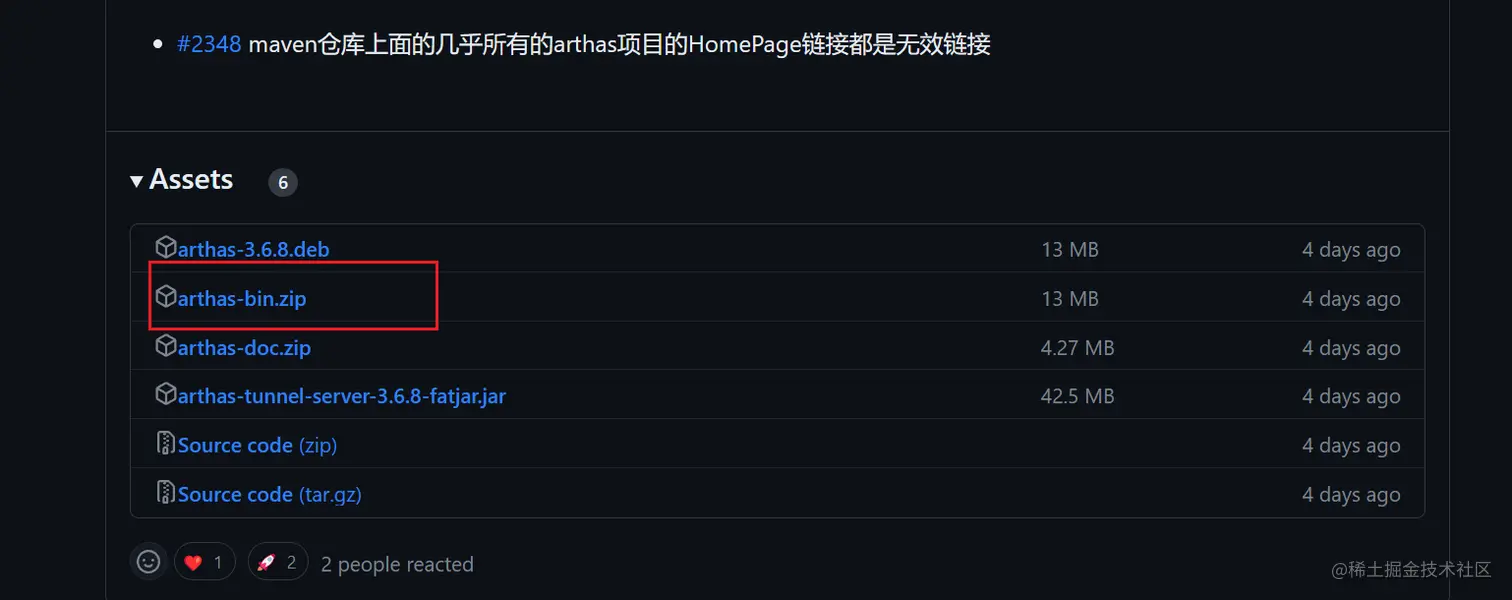 #2348 maven仓库上面的几乎所有的arthas项目的HomePage链接都是无效链接
Assets 6
arthas-3.6.8.deb 13 MB 4 days ago
arthas-bin.zip 13 MB 4 days ago
arthas-doc.zip 4.27 MB 4 days ago
arthas-tunnel-server-3.6.8-fatjar.jar 42.5 MB 4 days ago
Source code (zip) 4 days ago
Source code (tar.gz) 4 days ago
1 2 2 people reacted
@稀土掘金技术社区